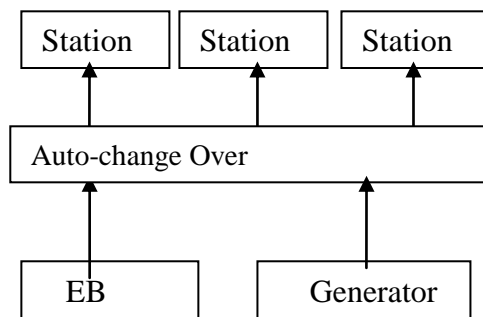 Station
Station
Station
Auto-change Over
EB
Generator